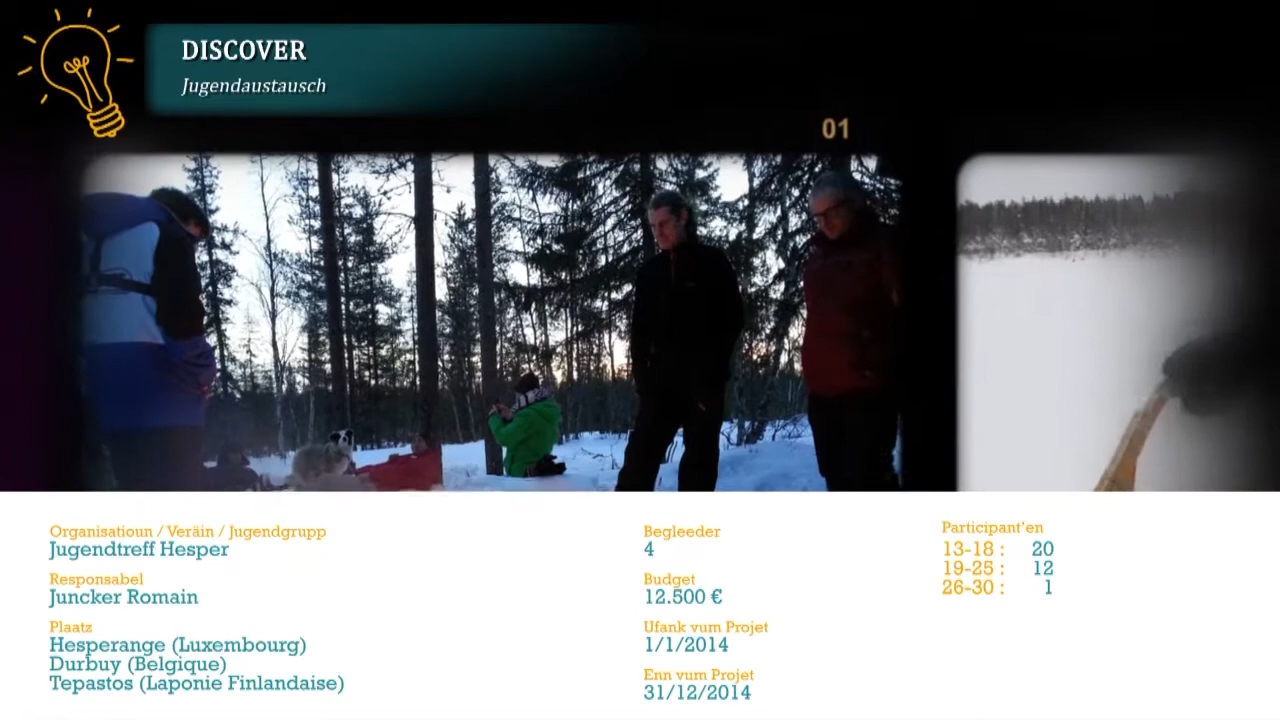 DISCOVER
Jugendaustausch
01
Organisatioun / Veräin / Jugendgrupp
Jugendtreff Hesper
Responsabel
Juncker Romain
Plaatz
Hesperange (Luxembourg)
Durbuy (Belgique)
Tepastos (Laponie Finlandaise)
Begleeder
4
Budget
12.500 €
Ufank vum Projet
1/1/2014
Enn vum Projet
31/12/2014
Participant'en
13-18 : 20
19-25 : 12
26-30 : 1